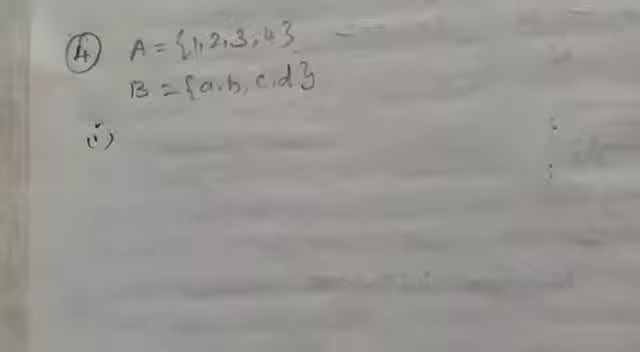 4 A = {1,2,3,4}
B = {a,b,c,d}
(i)